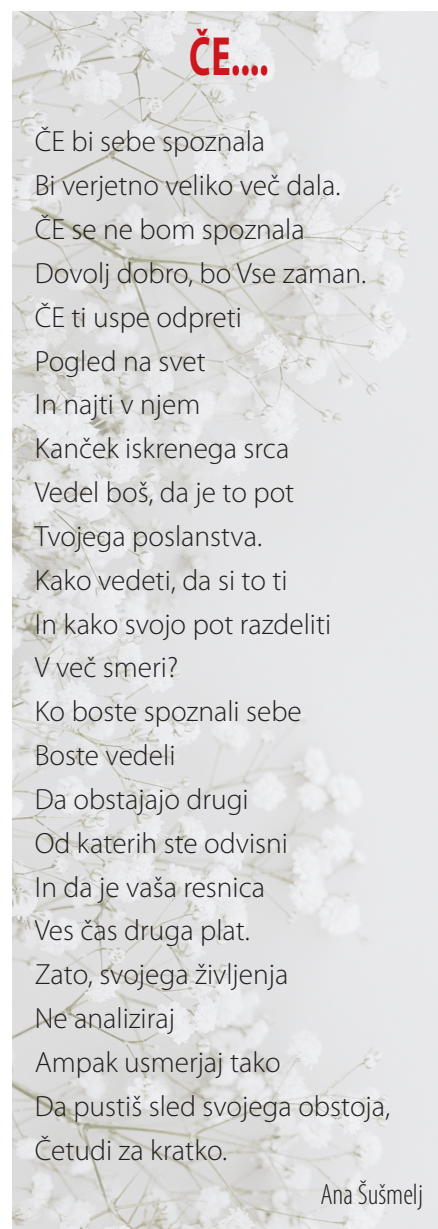 ČE....
ČE bi sebe spoznala
Bi verjetno veliko več dala.
ČE se ne bom spoznala
Dovolj dobro, bo Vse zaman.
ČE ti uspe odpreti
Pogled na svet
In najti v njem
Kanček iskrenega srca
Vedel boš, da je to pot
Tvojega poslanstva.
Kako vedeti, da si to ti
In kako svojo pot razdeliti
V več smeri?
Ko boste spoznali sebe
Boste vedeli
Da obstajajo drugi
Od katerih ste odvisni
In da je vaša resnica
Ves čas druga plat.
Zato, svojega življenja
Ne analiziraj
Ampak usmerjaj tako
Da pustiš sled svojega obstoja,
Četudi za kratko.
Ana Šušmelj